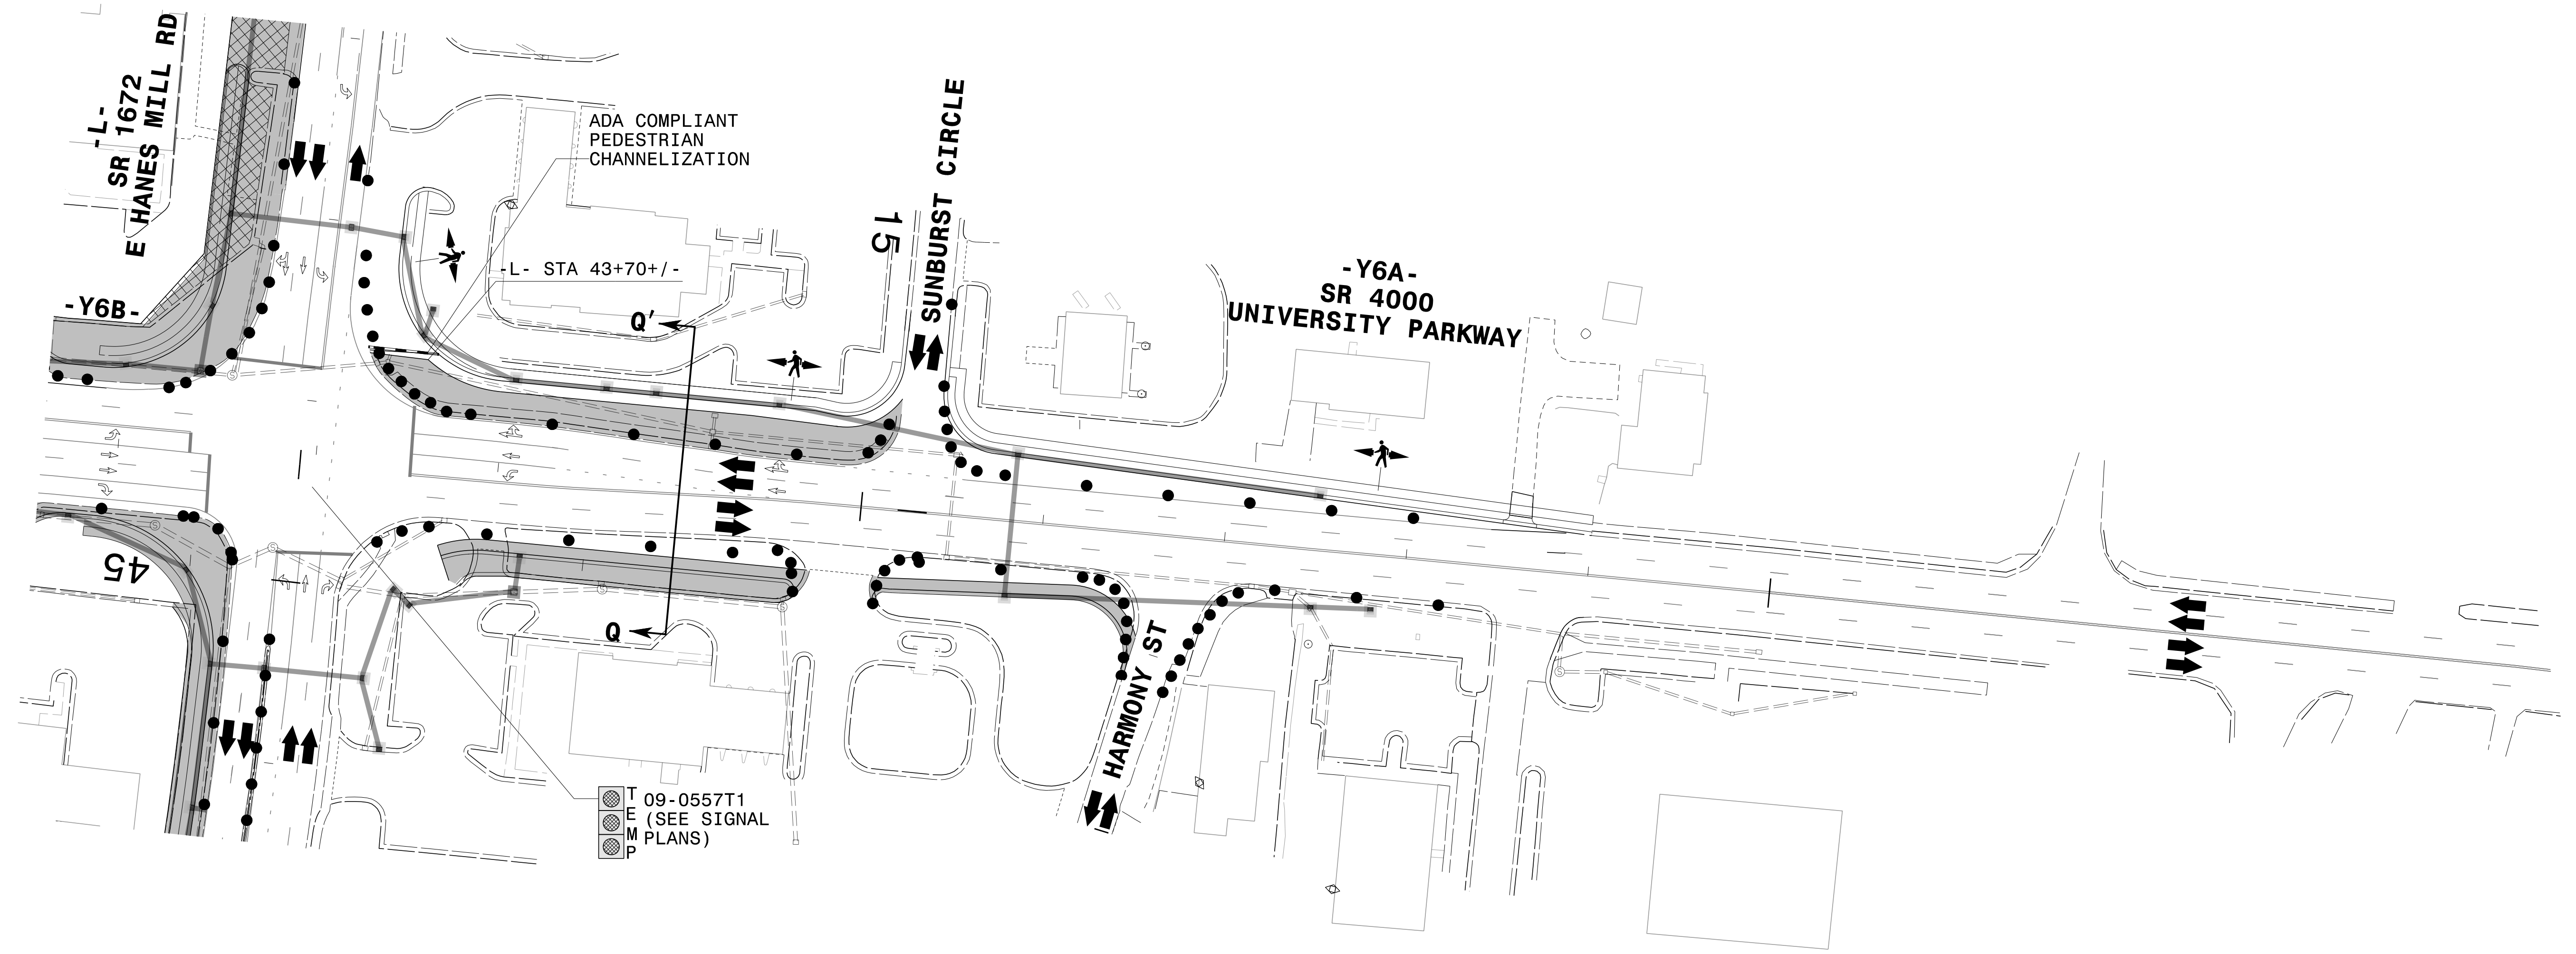 -L-
SR 1672
E HANES MILL RD
ADA COMPLIANT
PEDESTRIAN
CHANNELIZATION
-L- STA 43+70+/-
-Y6B-
Q'
15
SUNBURST CIRCLE
-Y6A-
SR 4000
UNIVERSITY PARKWAY
S
S
S
S
S
S
S
45
Q
HARMONY ST
TEMP
09-0557T1
(SEE SIGNAL
PLANS)